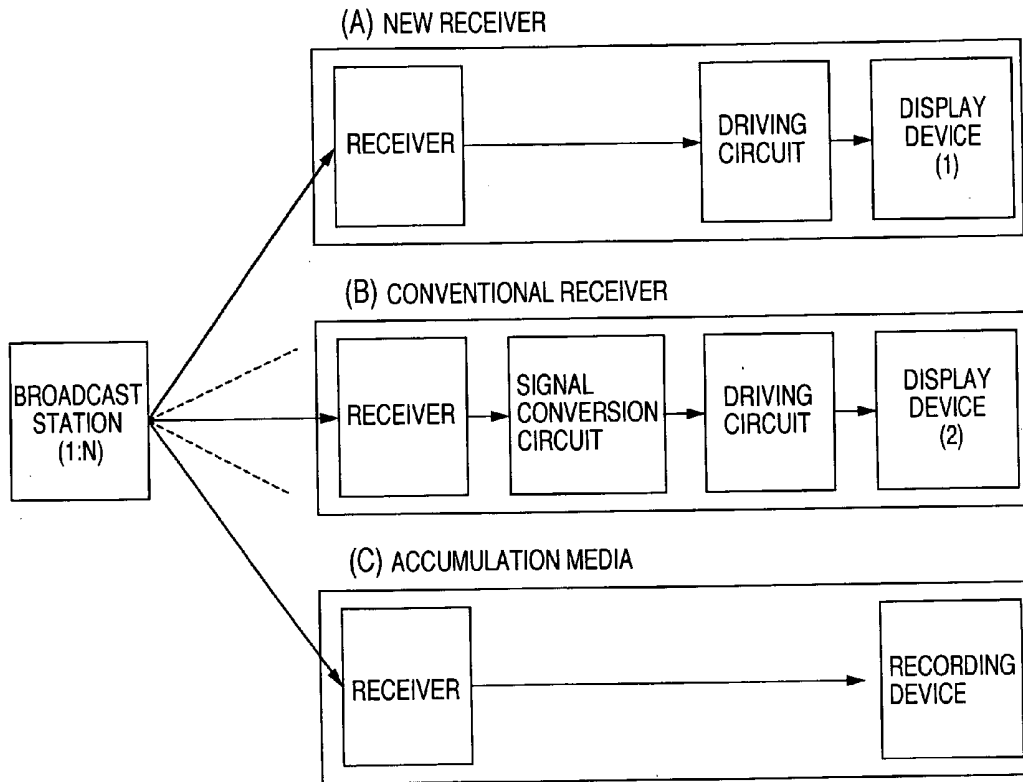 (A) NEW RECEIVER
RECEIVER
DRIVING
CIRCUIT
DISPLAY
DEVICE
(1)
(B) CONVENTIONAL RECEIVER
BROADCAST
STATION
(1:N)
RECEIVER
SIGNAL
CONVERSION
CIRCUIT
DRIVING
CIRCUIT
DISPLAY
DEVICE
(2)
(C) ACCUMULATION MEDIA
RECEIVER
RECORDING
DEVICE